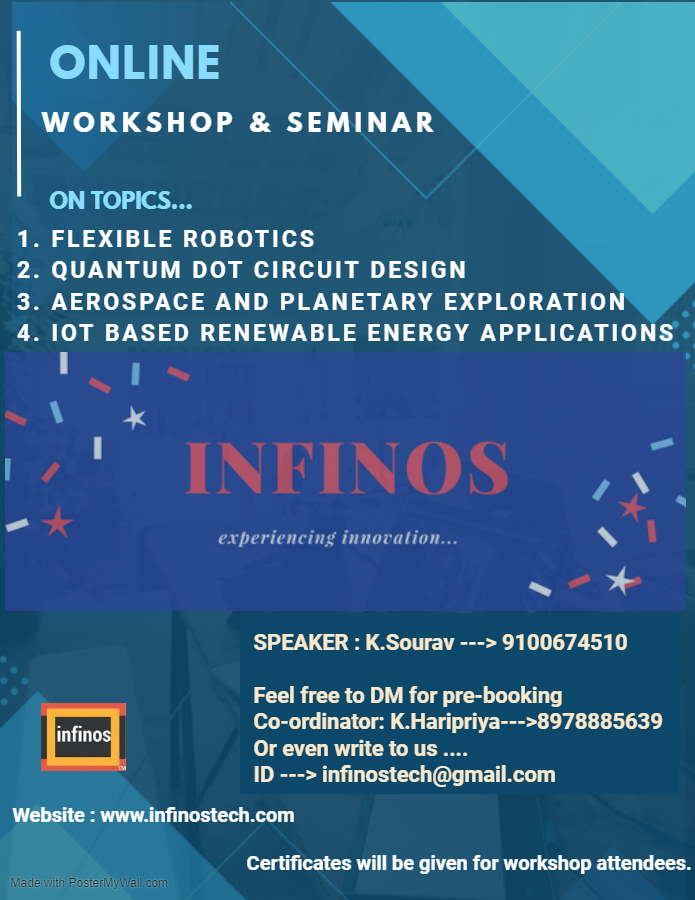 ONLINE
WORKSHOP & SEMINAR
ON TOPICS...
1. FLEXIBLE ROBOTICS
2. QUANTUM DOT CIRCUIT DESIGN
3. AEROSPACE AND PLANETARY EXPLORATION
4. IOT BASED RENEWABLE ENERGY APPLICATIONS
INFINOS
experiencing innovation...
SPEAKER : K.Sourav ---> 9100674510
Feel free to DM for pre-booking
Co-ordinator: K.Haripriya--->8978885639
Or even write to us ....
ID ---> infinostech@gmail.com
infinos
TM
Website : www.infinostech.com
Certificates will be given for workshop attendees.
Made with PosterMyWall.com